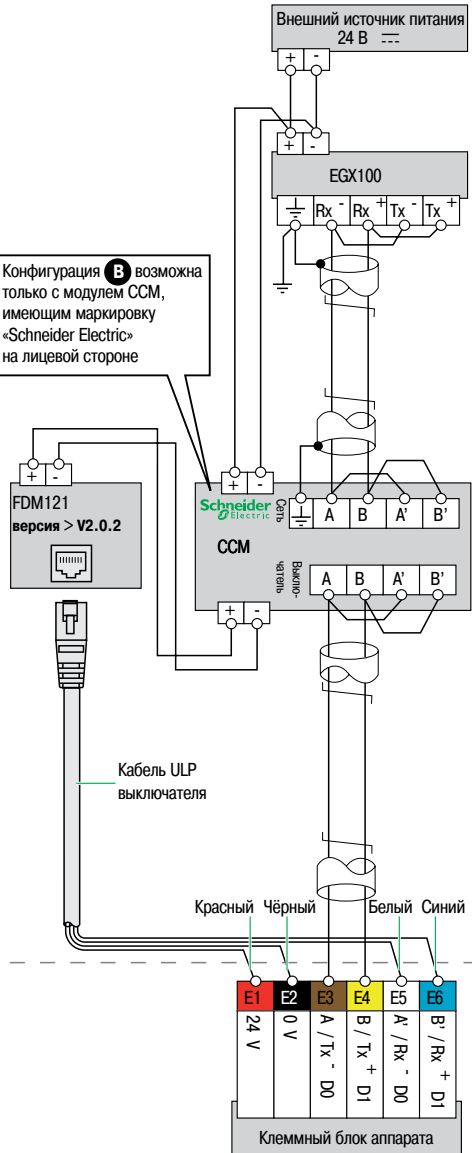 Внешний источник питания
24 В
+ -
+ -
EGX100
Rx - Rx + Tx - Tx +
Конфигурация B возможна
только с модулем CCM,
имеющим маркировку
«Schneider Electric»
на лицевой стороне
+ -
FDM121
версия > V2.0.2
+ -
Schneider
Electric
CCM
Сеть
A B A' B'
Выклю-
чатель
A B A' B'
+ -
Кабель ULP
выключателя
Красный Чёрный Белый Синий
E1 E2 E3 E4 E5 E6
24 V
0 V
A / Tx - D0
B / Tx + D1
A' / Rx - D0
B' / Rx + D1
Клеммный блок аппарата